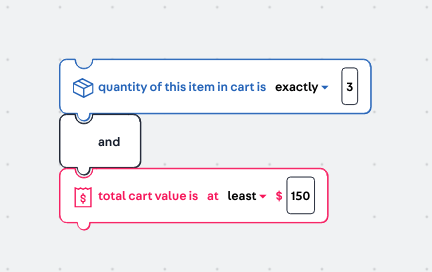 quantity of this item in cart is exactly 3
and
$ total cart value is at least $ 150